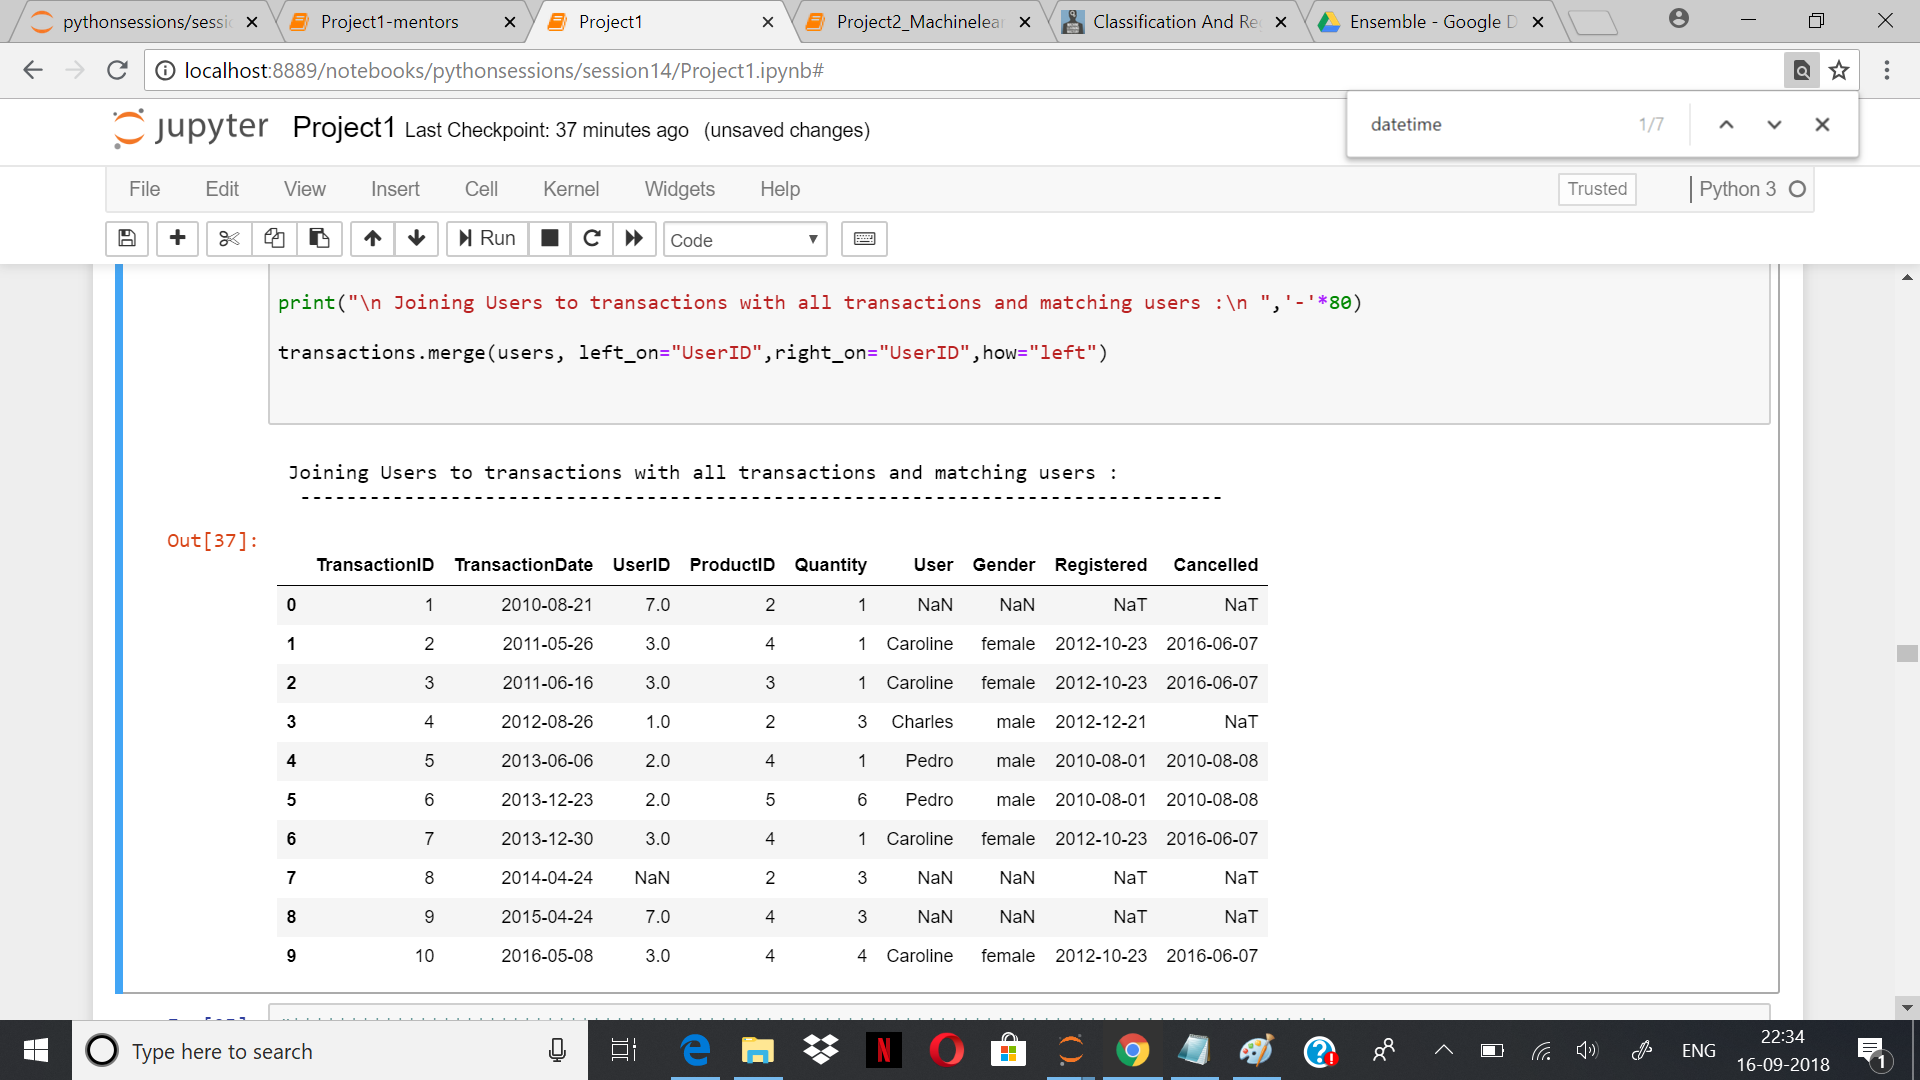 pythonsessions/sessi
Project1-mentors
Project1
Project2_Machinelear
Classification And Re
Ensemble - Google D
localhost:8889/notebooks/pythonsessions/session14/Project1.ipynb#
datetime 1/7
jupyter Project1 Last Checkpoint: 37 minutes ago (unsaved changes)
File Edit View Insert Cell Kernel Widgets Help Trusted Python 3
Run Code
print("\n Joining Users to transactions with all transactions and matching users :\n ",'-'*80)
transactions.merge(users, left_on="UserID",right_on="UserID",how="left")
Joining Users to transactions with all transactions and matching users :
--------------------------------------------------------------------------------
Out[37]:
TransactionID TransactionDate UserID ProductID Quantity User Gender Registered Cancelled
0 1 2010-08-21 7.0 2 1 NaN NaN NaT NaT
1 2 2011-05-26 3.0 4 1 Caroline female 2012-10-23 2016-06-07
2 3 2011-06-16 3.0 3 1 Caroline female 2012-10-23 2016-06-07
3 4 2012-08-26 1.0 2 3 Charles male 2012-12-21 NaT
4 5 2013-06-06 2.0 4 1 Pedro male 2010-08-01 2010-08-08
5 6 2013-12-23 2.0 5 6 Pedro male 2010-08-01 2010-08-08
6 7 2013-12-30 3.0 4 1 Caroline female 2012-10-23 2016-06-07
7 8 2014-04-24 NaN 2 3 NaN NaN NaT NaT
8 9 2015-04-24 7.0 4 3 NaN NaN NaT NaT
9 10 2016-05-08 3.0 4 4 Caroline female 2012-10-23 2016-06-07
Type here to search
N
ENG
22:34
16-09-2018
1